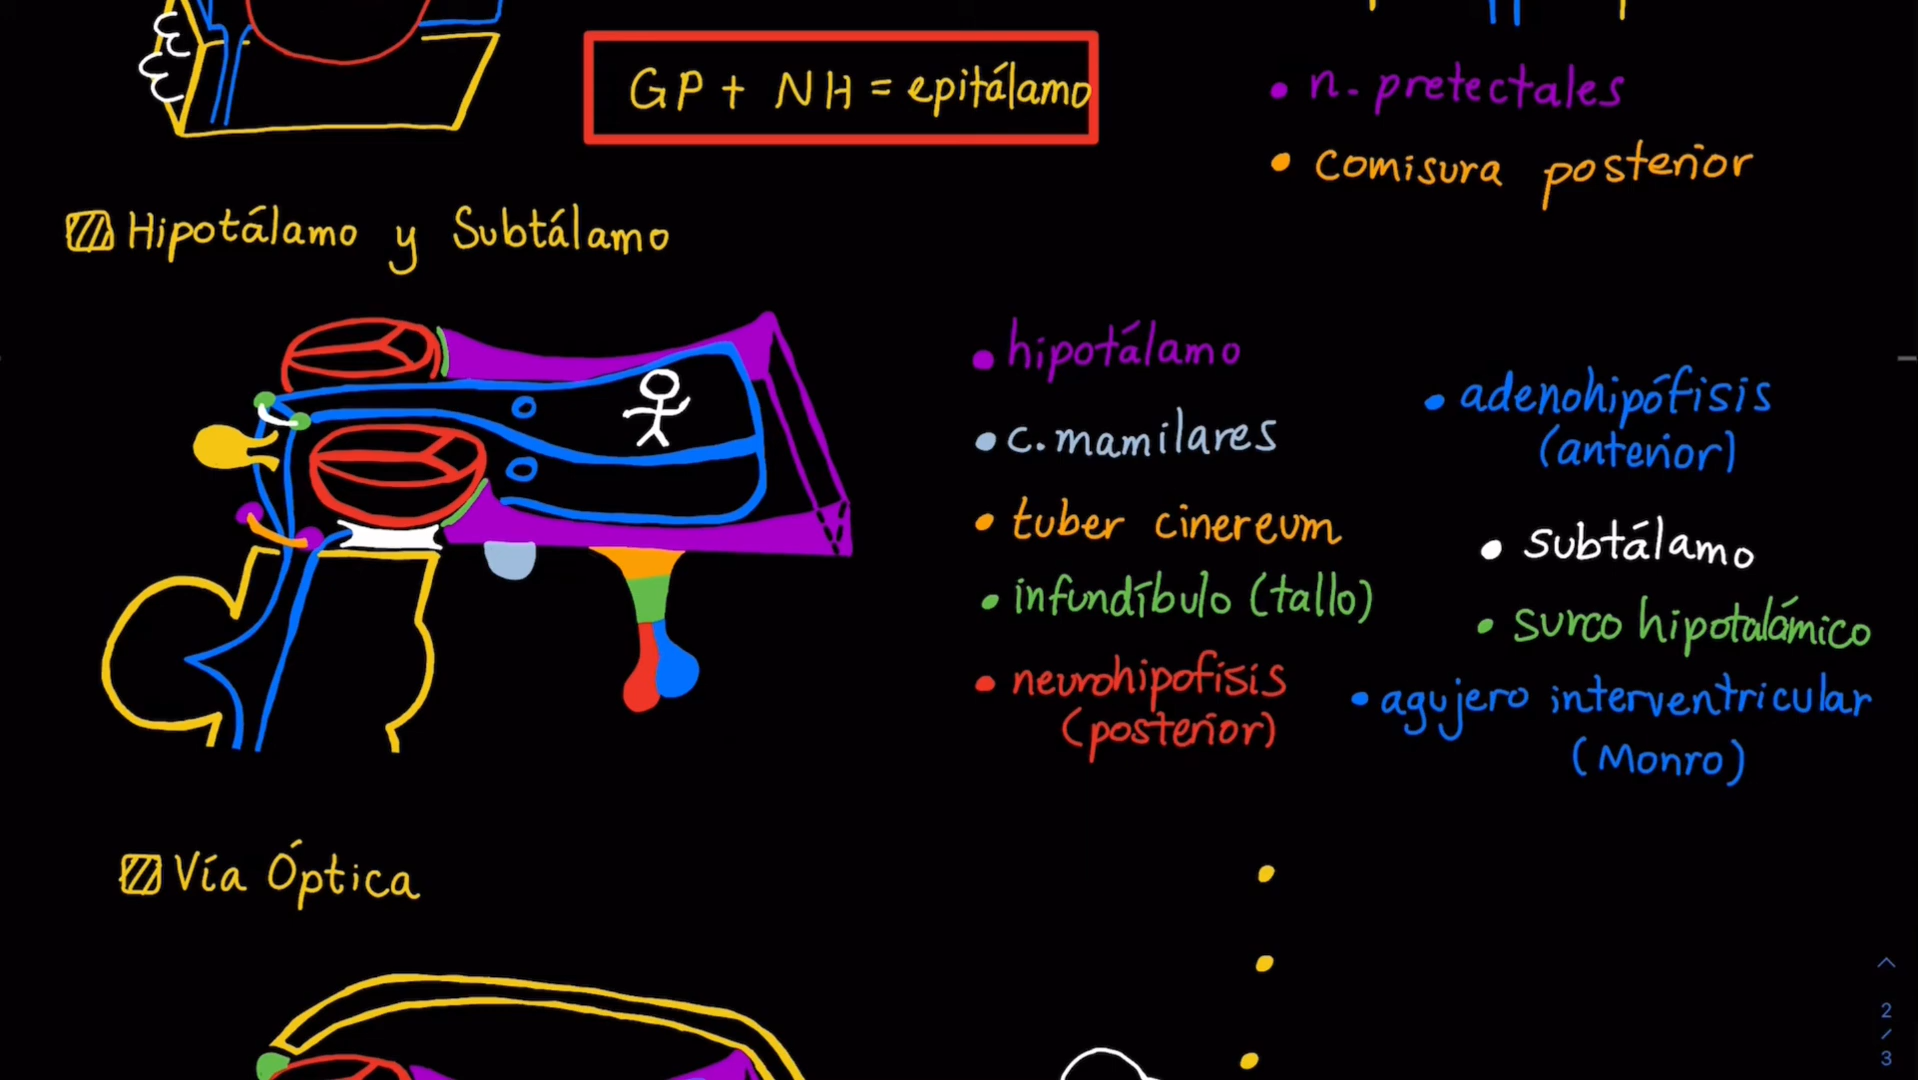 GP + NH = epitálamo
• n. pretectales
• comisura posterior
Hipotálamo y Subtálamo
• hipotálamo
• c. mamilares
• tuber cinereum
• infundíbulo (tallo)
• neurohipofisis
(posterior)
• adenohipófisis
(anterior)
• subtálamo
• surco hipotalámico
• agujero interventricular
(Monro)
Vía Óptica
2
/
3